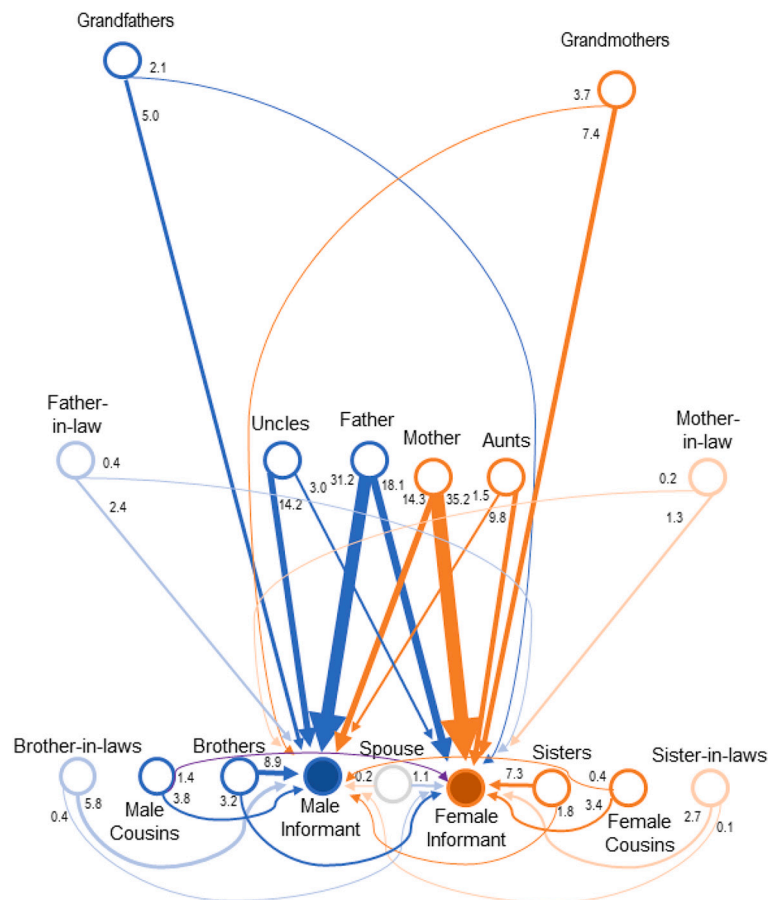 Grandfathers
Grandmothers
2.1
3.7
5.0
7.4
Father-
in-law
Uncles
Father
Mother
Aunts
Mother-
in-law
0.4
3.0
31.2
18.1
14.3
35.2
1.5
0.2
14.2
9.8
2.4
1.3
Brother-in-laws
Brothers
Spouse
Sisters
Sister-in-laws
8.9
1.4
0.2
1.1
7.3
0.4
5.8
3.8
3.2
1.8
3.4
2.7
0.4
0.1
Male
Cousins
Male
Informant
Female
Informant
Female
Cousins